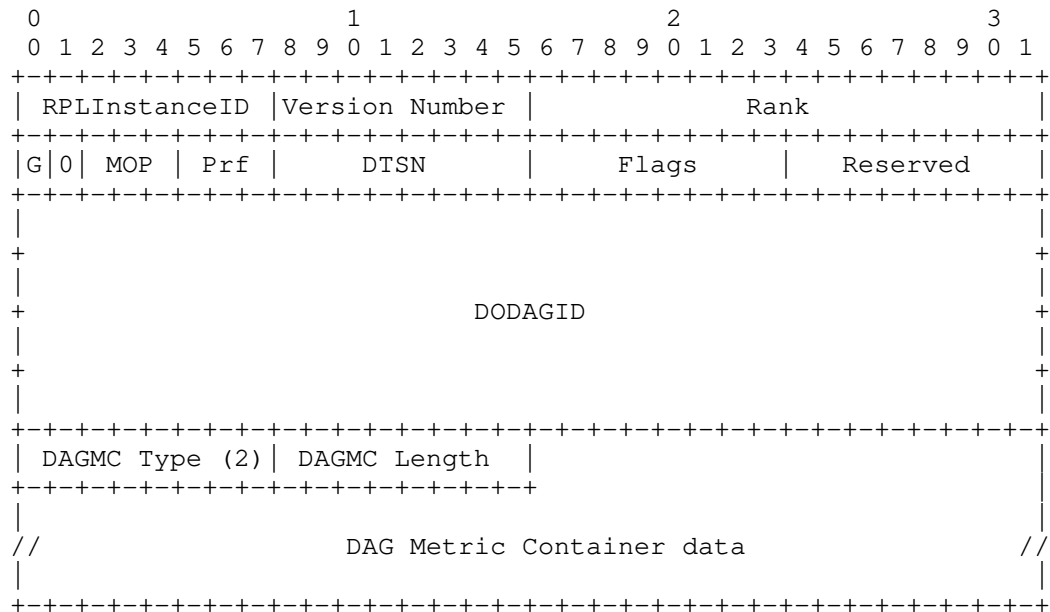 0                   1                   2                   3
 0 1 2 3 4 5 6 7 8 9 0 1 2 3 4 5 6 7 8 9 0 1 2 3 4 5 6 7 8 9 0 1
+-+-+-+-+-+-+-+-+-+-+-+-+-+-+-+-+-+-+-+-+-+-+-+-+-+-+-+-+-+-+-+-+
| RPLInstanceID |Version Number |             Rank              |
+-+-+-+-+-+-+-+-+-+-+-+-+-+-+-+-+-+-+-+-+-+-+-+-+-+-+-+-+-+-+-+-+
|G|0| MOP | Prf |     DTSN      |     Flags     |   Reserved    |
+-+-+-+-+-+-+-+-+-+-+-+-+-+-+-+-+-+-+-+-+-+-+-+-+-+-+-+-+-+-+-+-+
|                                                               |
+                                                               +
|                                                               |
+                            DODAGID                            +
|                                                               |
+                                                               +
|                                                               |
+-+-+-+-+-+-+-+-+-+-+-+-+-+-+-+-+-+-+-+-+-+-+-+-+-+-+-+-+-+-+-+-+
| DAGMC Type (2)| DAGMC Length  |                               |
+-+-+-+-+-+-+-+-+-+-+-+-+-+-+-+-+                               |
|                                                               |
//                   DAG Metric Container data                 //
|                                                               |
+-+-+-+-+-+-+-+-+-+-+-+-+-+-+-+-+-+-+-+-+-+-+-+-+-+-+-+-+-+-+-+-+